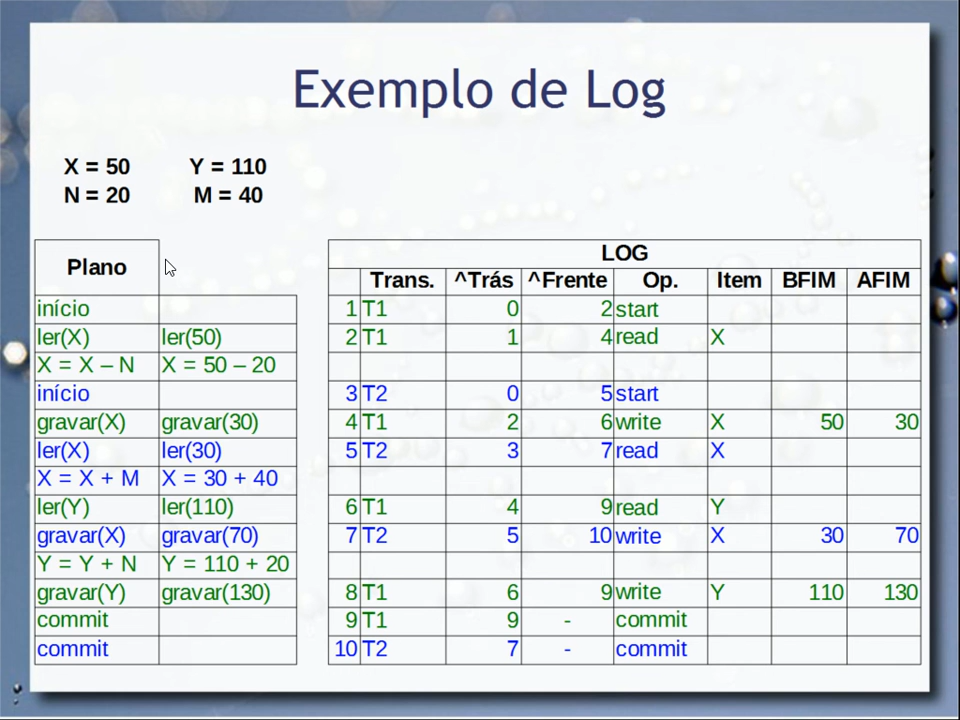 Exemplo de Log
X = 50 Y = 110
N = 20 M = 40
Plano
início
ler(X) ler(50)
X = X – N X = 50 – 20
início
gravar(X) gravar(30)
ler(X) ler(30)
X = X + M X = 30 + 40
ler(Y) ler(110)
gravar(X) gravar(70)
Y = Y + N Y = 110 + 20
gravar(Y) gravar(130)
commit
commit
LOG
Trans. ^Trás ^Frente Op. Item BFIM AFIM
1 T1 0 2 start
2 T1 1 4 read X
3 T2 0 5 start
4 T1 2 6 write X 50 30
5 T2 3 7 read X
6 T1 4 9 read Y
7 T2 5 10 write X 30 70
8 T1 6 9 write Y 110 130
9 T1 9 - commit
10 T2 7 - commit